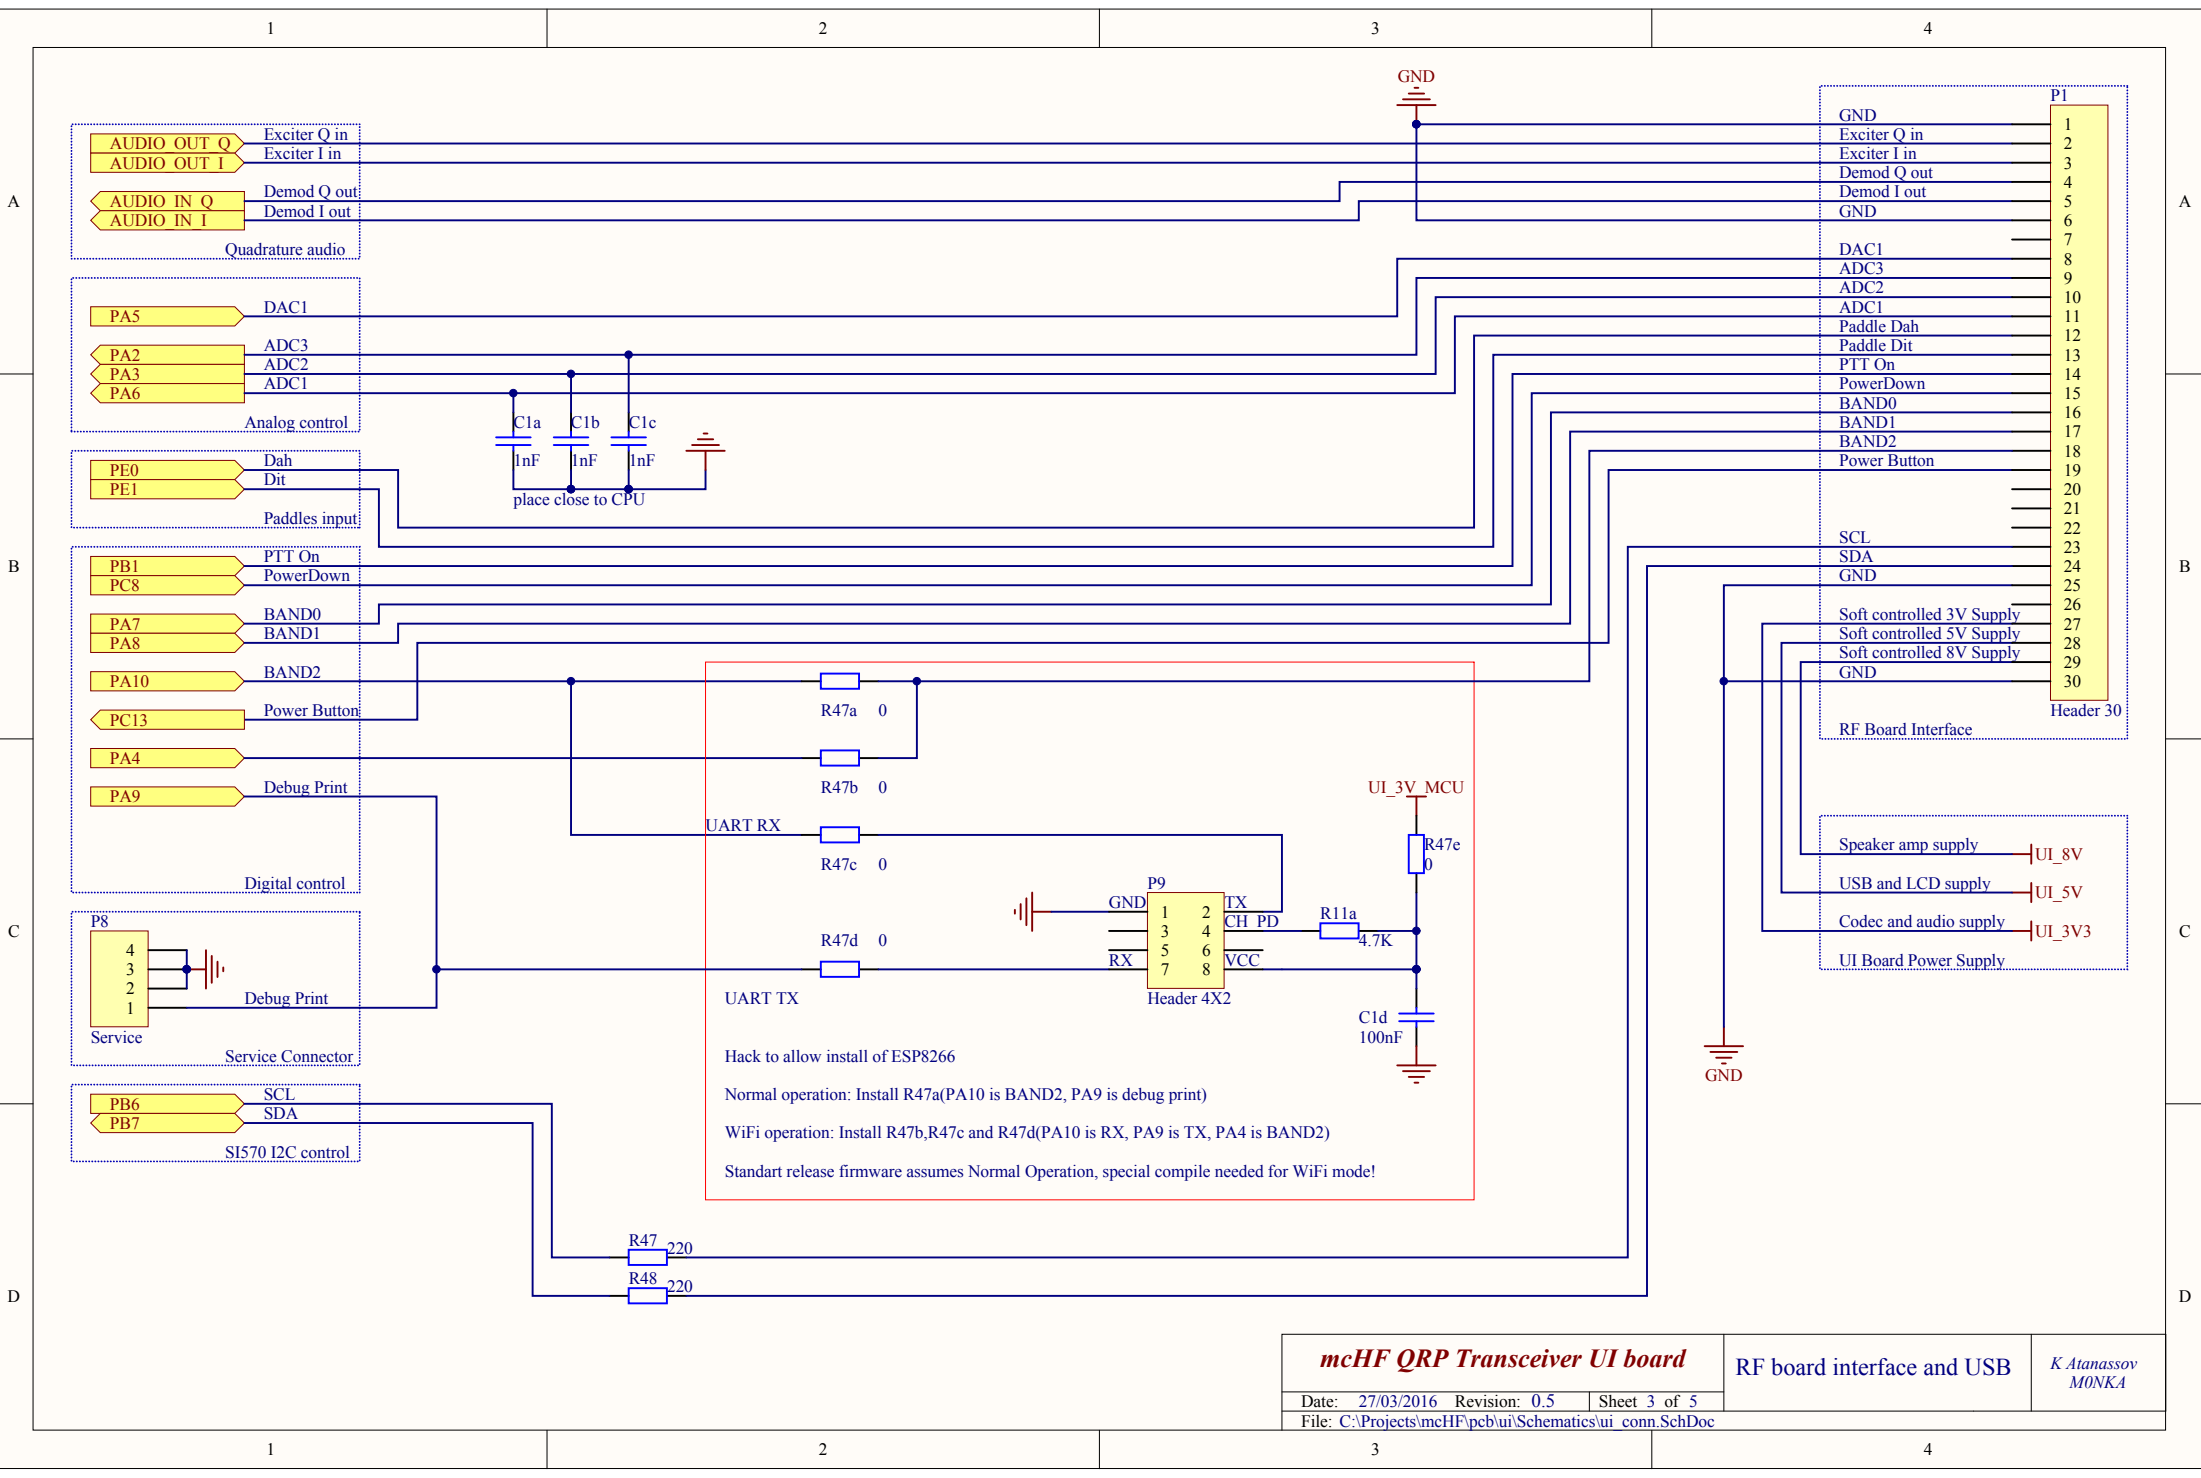 1 2 3 4
A A
B B
C C
D D
AUDIO_OUT_Q Exciter Q in
AUDIO_OUT_I Exciter I in
AUDIO_IN_Q Demod Q out
AUDIO_IN_I Demod I out
Quadrature audio
PA5 DAC1
PA2 ADC3
PA3 ADC2
PA6 ADC1
Analog control
C1a C1b C1c
1nF 1nF 1nF
place close to CPU
PE0 Dah
PE1 Dit
Paddles input
PB1 PTT On
PC8 PowerDown
PA7 BAND0
PA8 BAND1
PA10 BAND2
PC13 Power Button
PA4
PA9 Debug Print
Digital control
P8
4
3
2
1 Debug Print
Service
Service Connector
PB6 SCL
PB7 SDA
SI570 I2C control
R47 220
R48 220
R47a 0
R47b 0
UART RX
R47c 0
R47d 0
UART TX
UI_3V_MCU
R47e
0
P9
GND 1 2 TX
3 4 CH_PD
5 6
RX 7 8 VCC
Header 4X2
R11a
4.7K
C1d
100nF
Hack to allow install of ESP8266
Normal operation: Install R47a(PA10 is BAND2, PA9 is debug print)
WiFi operation: Install R47b,R47c and R47d(PA10 is RX, PA9 is TX, PA4 is BAND2)
Standart release firmware assumes Normal Operation, special compile needed for WiFi mode!
GND
P1
GND 1
Exciter Q in 2
Exciter I in 3
Demod Q out 4
Demod I out 5
GND 6
7
DAC1 8
ADC3 9
ADC2 10
ADC1 11
Paddle Dah 12
Paddle Dit 13
PTT On 14
PowerDown 15
BAND0 16
BAND1 17
BAND2 18
Power Button 19
20
21
22
SCL 23
SDA 24
GND 25
26
Soft controlled 3V Supply 27
Soft controlled 5V Supply 28
Soft controlled 8V Supply 29
GND 30
Header 30
RF Board Interface
Speaker amp supply UI_8V
USB and LCD supply UI_5V
Codec and audio supply UI_3V3
UI Board Power Supply
GND
mcHF QRP Transceiver UI board
RF board interface and USB
K Atanassov
M0NKA
Date: 27/03/2016 Revision: 0.5 Sheet 3 of 5
File: C:\Projects\mcHF\pcb\ui\Schematics\ui_conn.SchDoc
1 2 3 4